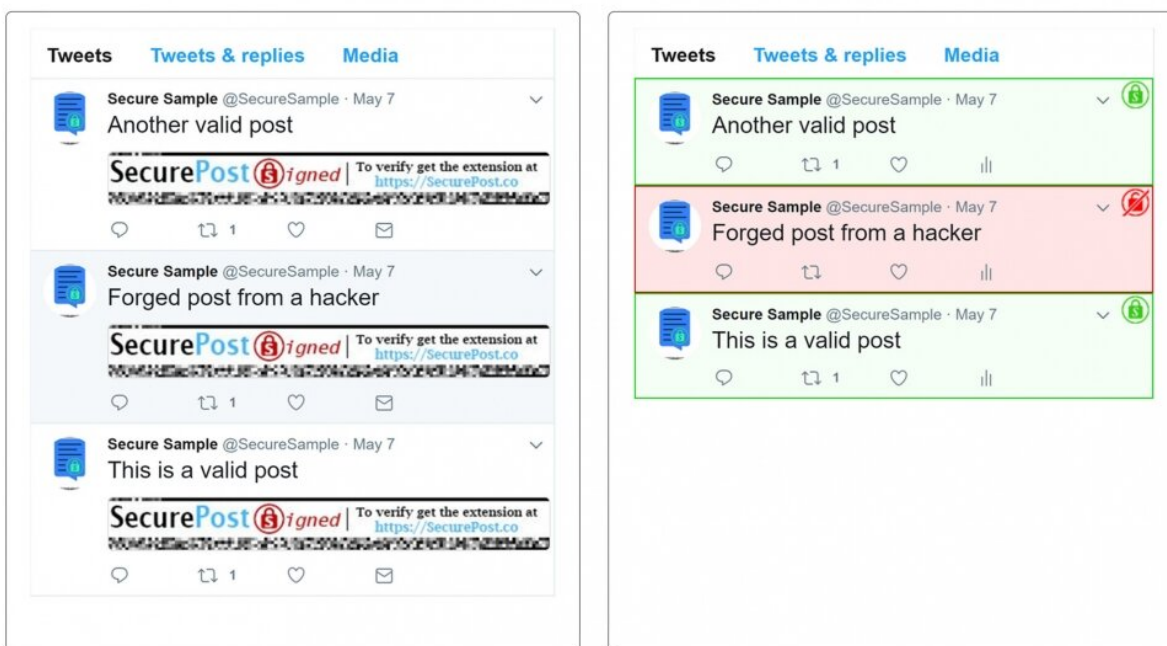 Tweets Tweets & replies Media
Secure Sample @SecureSample · May 7
Another valid post
SecurePost Signed | To verify get the extension at
https://SecurePost.co
1
Secure Sample @SecureSample · May 7
Forged post from a hacker
SecurePost Signed | To verify get the extension at
https://SecurePost.co
1
Secure Sample @SecureSample · May 7
This is a valid post
SecurePost Signed | To verify get the extension at
https://SecurePost.co
1
Tweets Tweets & replies Media
Secure Sample @SecureSample · May 7
Another valid post
1
Secure Sample @SecureSample · May 7
Forged post from a hacker
Secure Sample @SecureSample · May 7
This is a valid post
1